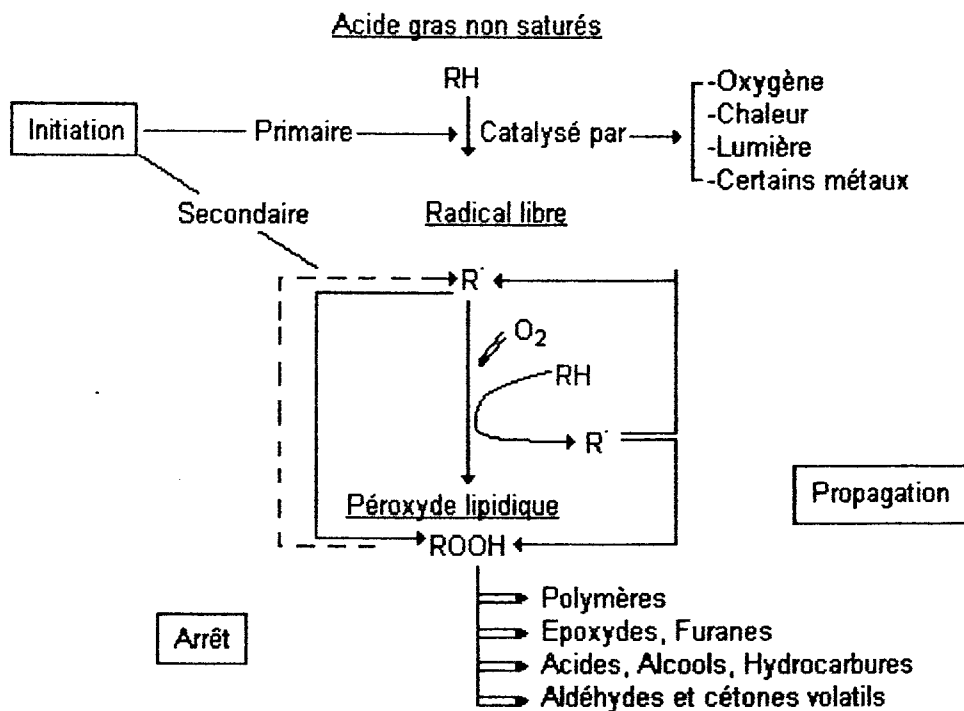 Acide gras non saturés
RH
Initiation
Primaire
Catalysé par
-Oxygène
-Chaleur
-Lumière
-Certains métaux
Secondaire
Radical libre
R˙
O₂
RH
R˙
Propagation
Péroxyde lipidique
ROOH
Arrêt
Polymères
Epoxydes, Furanes
Acides, Alcools, Hydrocarbures
Aldéhydes et cétones volatils